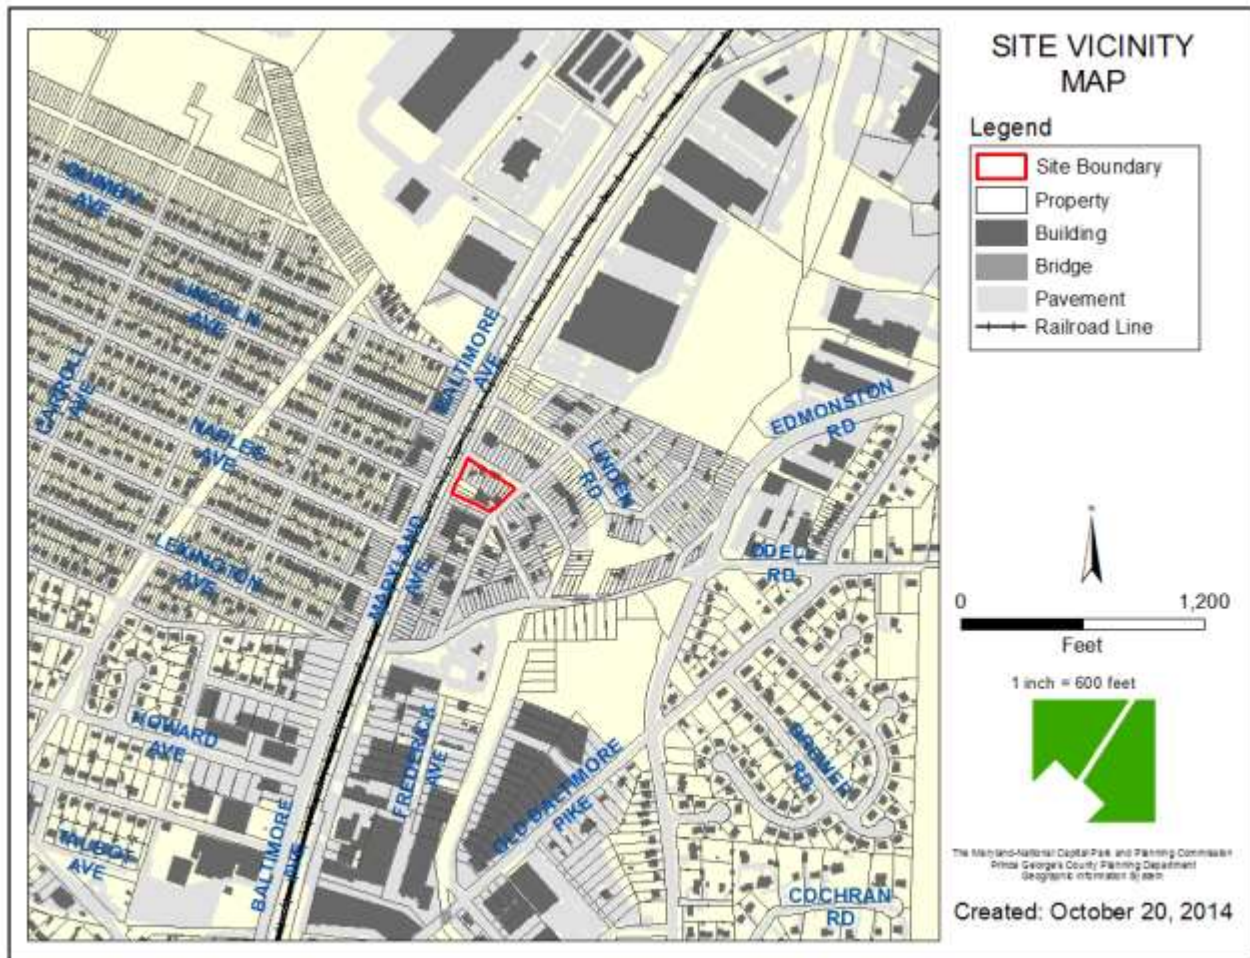 SITE VICINITY
MAP
Legend
Site Boundary
Property
Building
Bridge
Pavement
Railroad Line
QUIMBY
AVE
LINCOLN
AVE
CARROLL
AVE
NAPLES
AVE
LEXINGTON
AVE
BALTIMORE
AVE
MARYLAND
AVE
LINDEN
RD
EDMONSTON
RD
ODELL
RD
HOWARD
AVE
FREDERICK
AVE
BREWER
RD
OLD BALTIMORE
PIKE
TALBOT
AVE
BALTIMORE
AVE
COCHRAN
RD
0 1,200
Feet
1 inch = 600 feet
The Maryland-National Capital Park and Planning Commission
Prince George's County Planning Department
Geographic Information System
Created: October 20, 2014